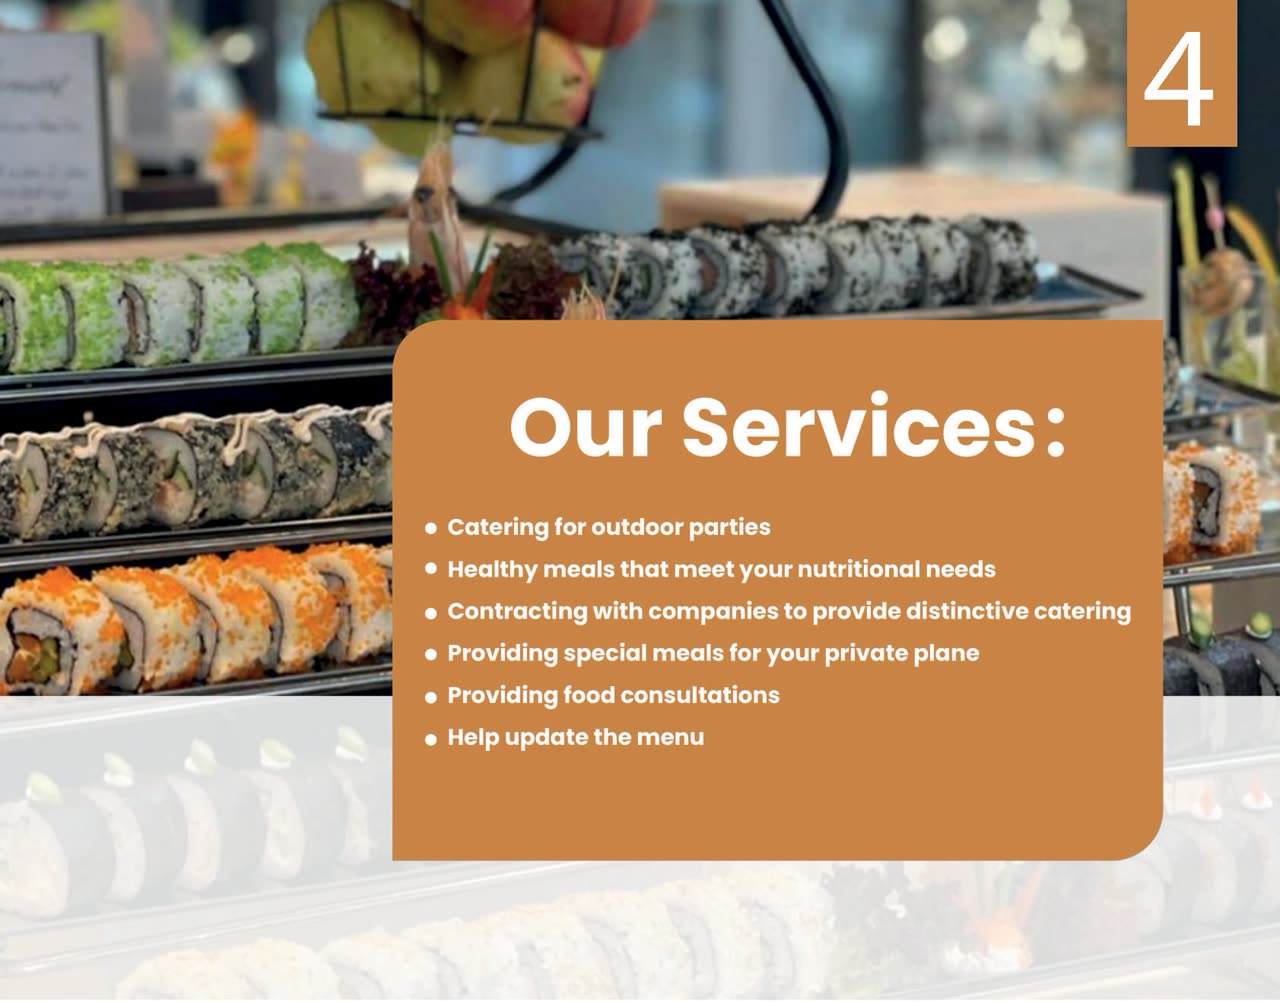 4
Our Services:
● Catering for outdoor parties
● Healthy meals that meet your nutritional needs
● Contracting with companies to provide distinctive catering
● Providing special meals for your private plane
● Providing food consultations
● Help update the menu